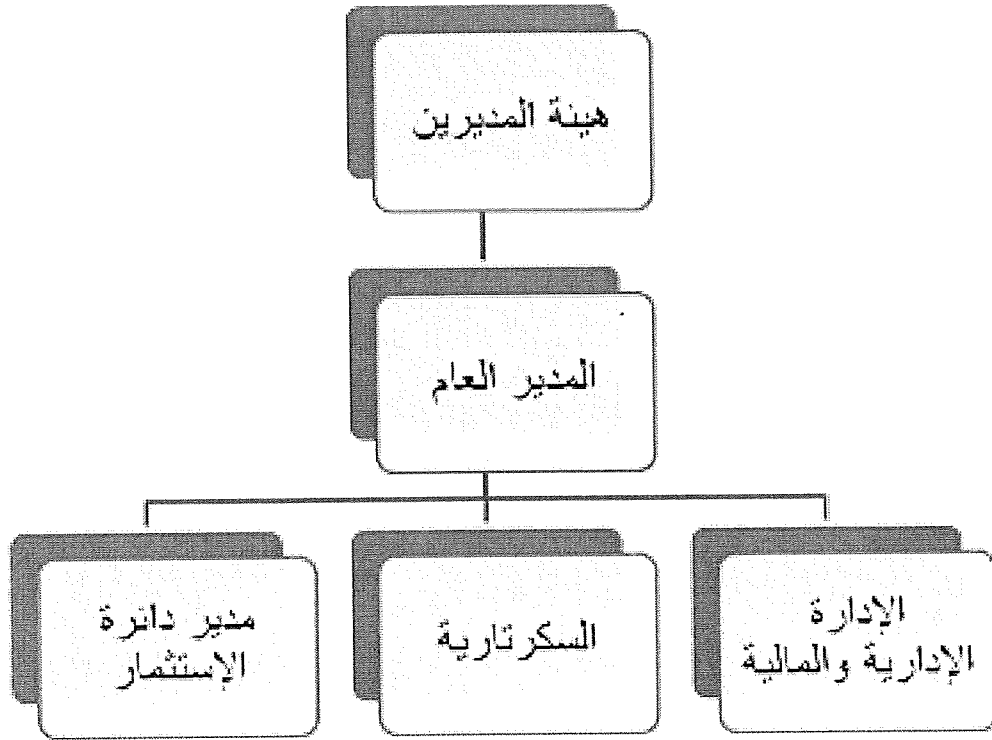 هيئة المديرين
المدير العام
الإدارة
الإدارية والمالية
السكرتارية
مدير دائرة
الإستثمار